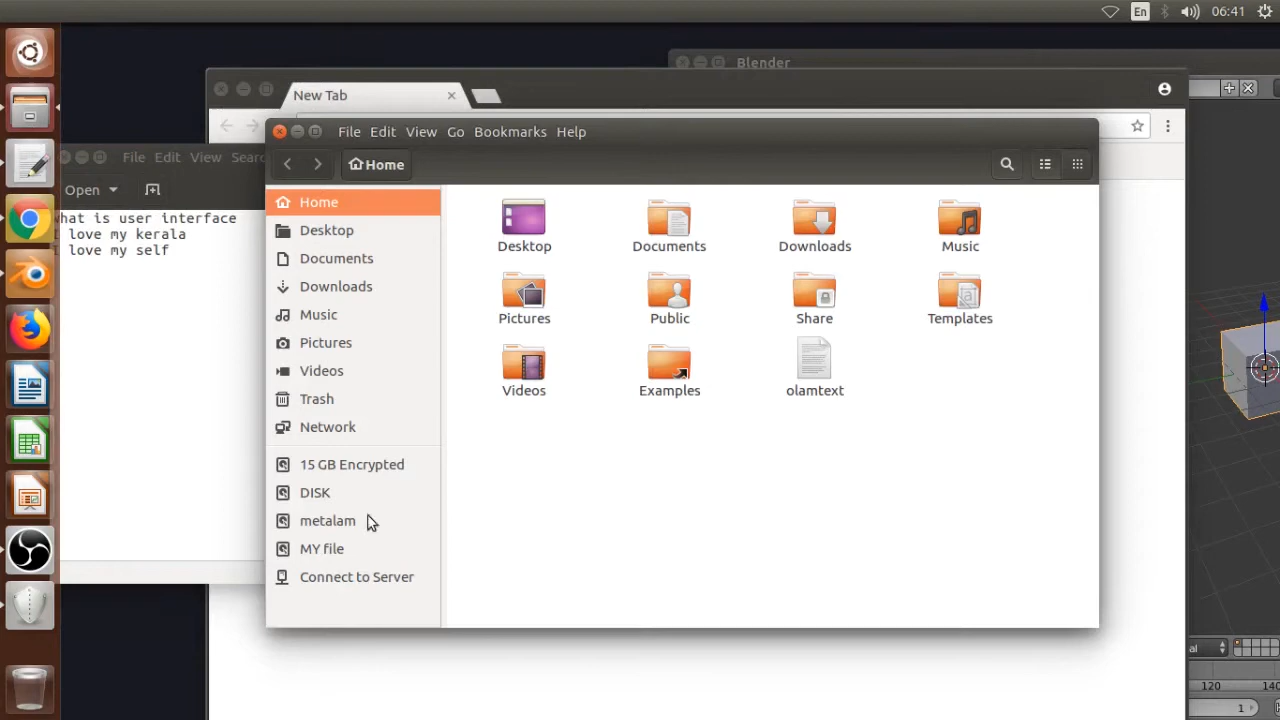 En
06:41
Blender
New Tab
File Edit View Go Bookmarks Help
Home
File Edit View
Open
what is user interface
I love my kerala
I love my self
Home
Desktop
Documents
Downloads
Music
Pictures
Videos
Trash
Network
15 GB Encrypted
DISK
metalam
MY file
Connect to Server
Desktop Documents Downloads Music
Pictures Public Share Templates
Videos Examples olamtext
120
1